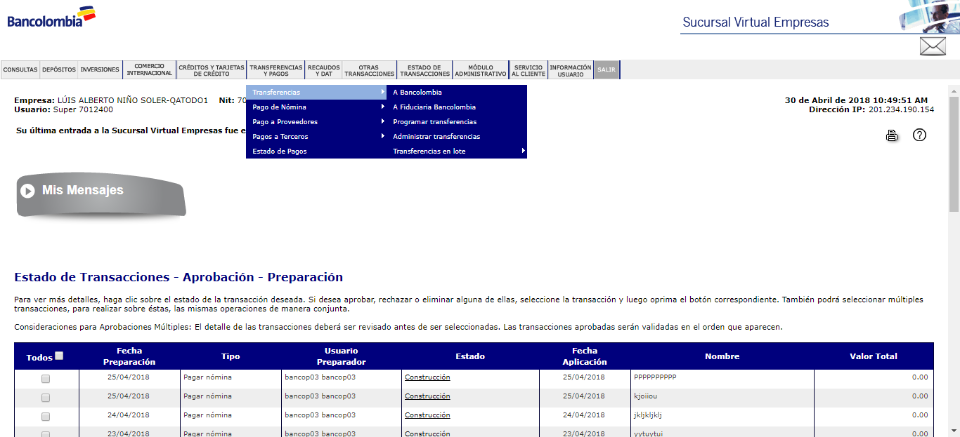 Bancolombia
Sucursal Virtual Empresas
CONSULTAS DEPÓSITOS INVERSIONES COMERCIO INTERNACIONAL CRÉDITOS Y TARJETAS DE CRÉDITO TRANSFERENCIAS Y PAGOS RECAUDOS Y DAT OTRAS TRANSACCIONES ESTADO DE TRANSACCIONES MÓDULO ADMINISTRATIVO SERVICIO AL CLIENTE INFORMACIÓN USUARIO SALIR
Transferencias
Pago de Nómina
Pago a Proveedores
Pagos a Terceros
Estado de Pagos
A Bancolombia
A Fiduciaria Bancolombia
Programar transferencias
Administrar transferencias
Transferencias en lote
Empresa: LÚIS ALBERTO NIÑO SOLER-QATODO1 Nit: 70
Usuario: Super 7012400
30 de Abril de 2018 10:49:51 AM
Dirección IP: 201.234.190.154
Su última entrada a la Sucursal Virtual Empresas fue e
Mis Mensajes
Estado de Transacciones - Aprobación - Preparación
Para ver más detalles, haga clic sobre el estado de la transacción deseada. Si desea aprobar, rechazar o eliminar alguna de ellas, seleccione la transacción y luego oprima el botón correspondiente. También podrá seleccionar múltiples
transacciones, para realizar sobre éstas, las mismas operaciones de manera conjunta.
Consideraciones para Aprobaciones Múltiples: El detalle de las transacciones deberá ser revisado antes de ser seleccionadas. Las transacciones aprobadas serán validadas en el orden que aparecen.
Todos Fecha Preparación Tipo Usuario Preparador Estado Fecha Aplicación Nombre Valor Total
25/04/2018 Pagar nómina bancop03 bancop03 Construcción 25/04/2018 PPPPPPPPPP 0.00
25/04/2018 Pagar nómina bancop03 bancop03 Construcción 25/04/2018 kjoiiou 0.00
24/04/2018 Pagar nómina bancop03 bancop03 Construcción 24/04/2018 jkljkljklj 0.00
23/04/2018 Pagar nómina bancop03 bancop03 Construcción 23/04/2018 yytuytui 0.00